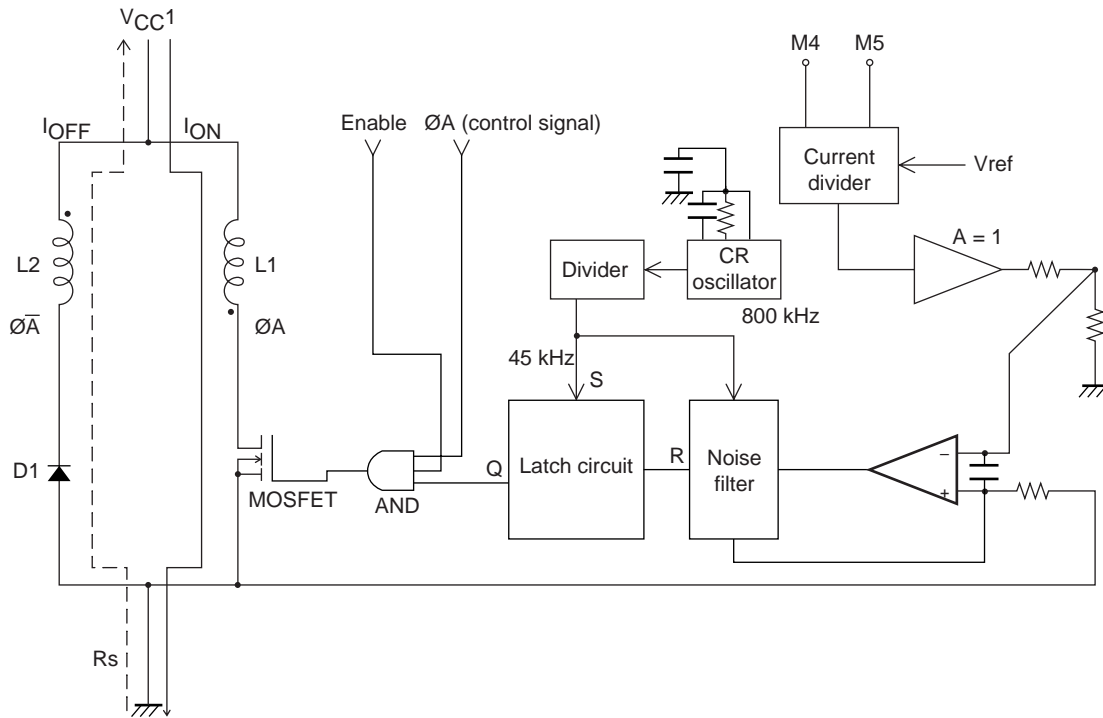 VCC1
M4 M5
IOFF ION
Enable ØA (control signal)
Current
divider
Vref
A = 1
L2 L1
Divider
CR
oscillator
800 kHz
ØA̅ ØA
45 kHz
S
D1
MOSFET
AND
Q
Latch circuit
R
Noise
filter
−
+
Rs